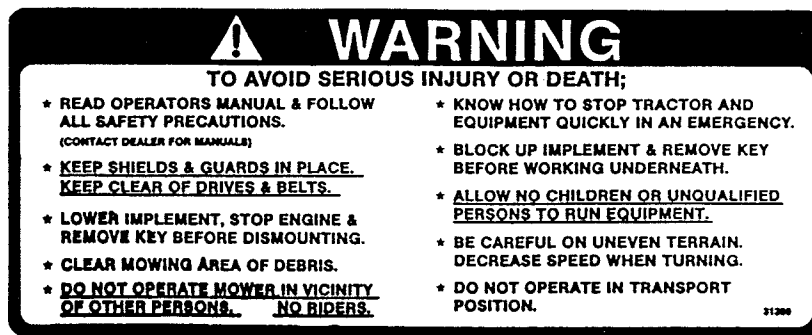 WARNING
TO AVOID SERIOUS INJURY OR DEATH;
★ READ OPERATORS MANUAL & FOLLOW
ALL SAFETY PRECAUTIONS.
(CONTACT DEALER FOR MANUALS)
★ KEEP SHIELDS & GUARDS IN PLACE.
KEEP CLEAR OF DRIVES & BELTS.
★ LOWER IMPLEMENT, STOP ENGINE &
REMOVE KEY BEFORE DISMOUNTING.
★ CLEAR MOWING AREA OF DEBRIS.
★ DO NOT OPERATE MOWER IN VICINITY
OF OTHER PERSONS. NO RIDERS.
★ KNOW HOW TO STOP TRACTOR AND
EQUIPMENT QUICKLY IN AN EMERGENCY.
★ BLOCK UP IMPLEMENT & REMOVE KEY
BEFORE WORKING UNDERNEATH.
★ ALLOW NO CHILDREN OR UNQUALIFIED
PERSONS TO RUN EQUIPMENT.
★ BE CAREFUL ON UNEVEN TERRAIN.
DECREASE SPEED WHEN TURNING.
★ DO NOT OPERATE IN TRANSPORT
POSITION.